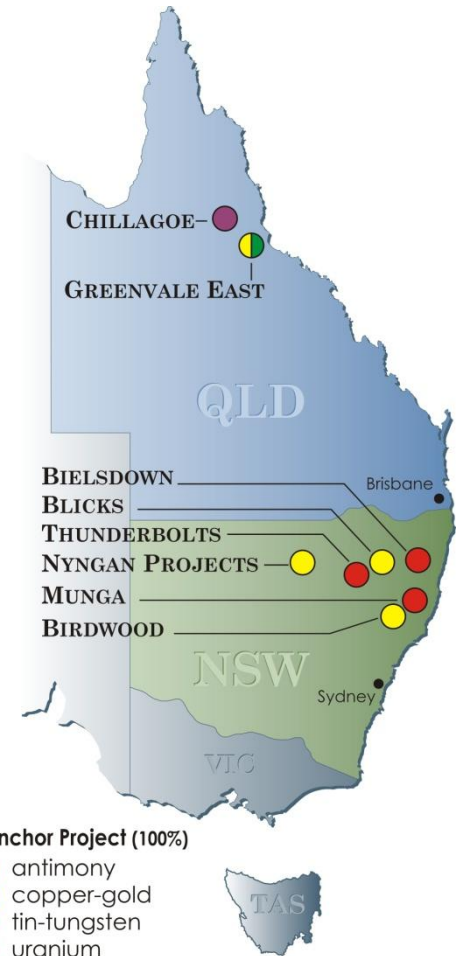 CHILLAGOE
GREENVALE EAST
QLD
BIELSDOWN
Brisbane
BLICKS
THUNDERBOLTS
NYNGAN PROJECTS
MUNGA
BIRDWOOD
NSW
Sydney
VIC
nchor Project (100%)
antimony
copper-gold
tin-tungsten
uranium
TAS